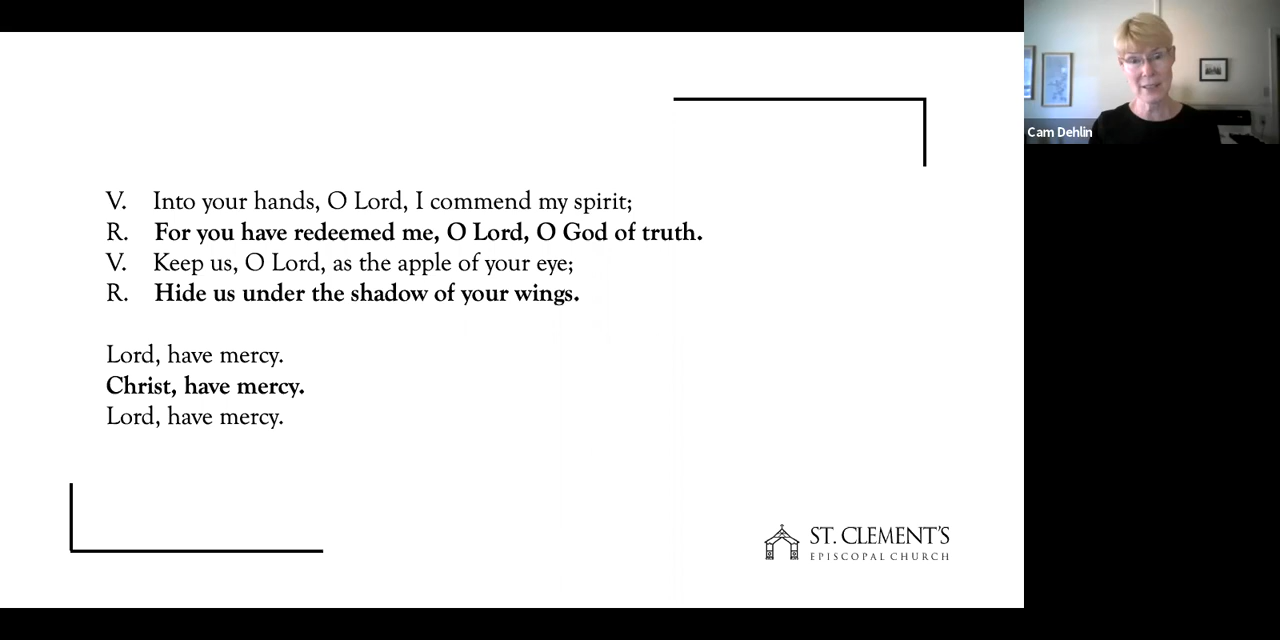 V. Into your hands, O Lord, I commend my spirit;
R. For you have redeemed me, O Lord, O God of truth.
V. Keep us, O Lord, as the apple of your eye;
R. Hide us under the shadow of your wings.
Lord, have mercy.
Christ, have mercy.
Lord, have mercy.
ST. CLEMENT'S
EPISCOPAL CHURCH
Cam Dehlin